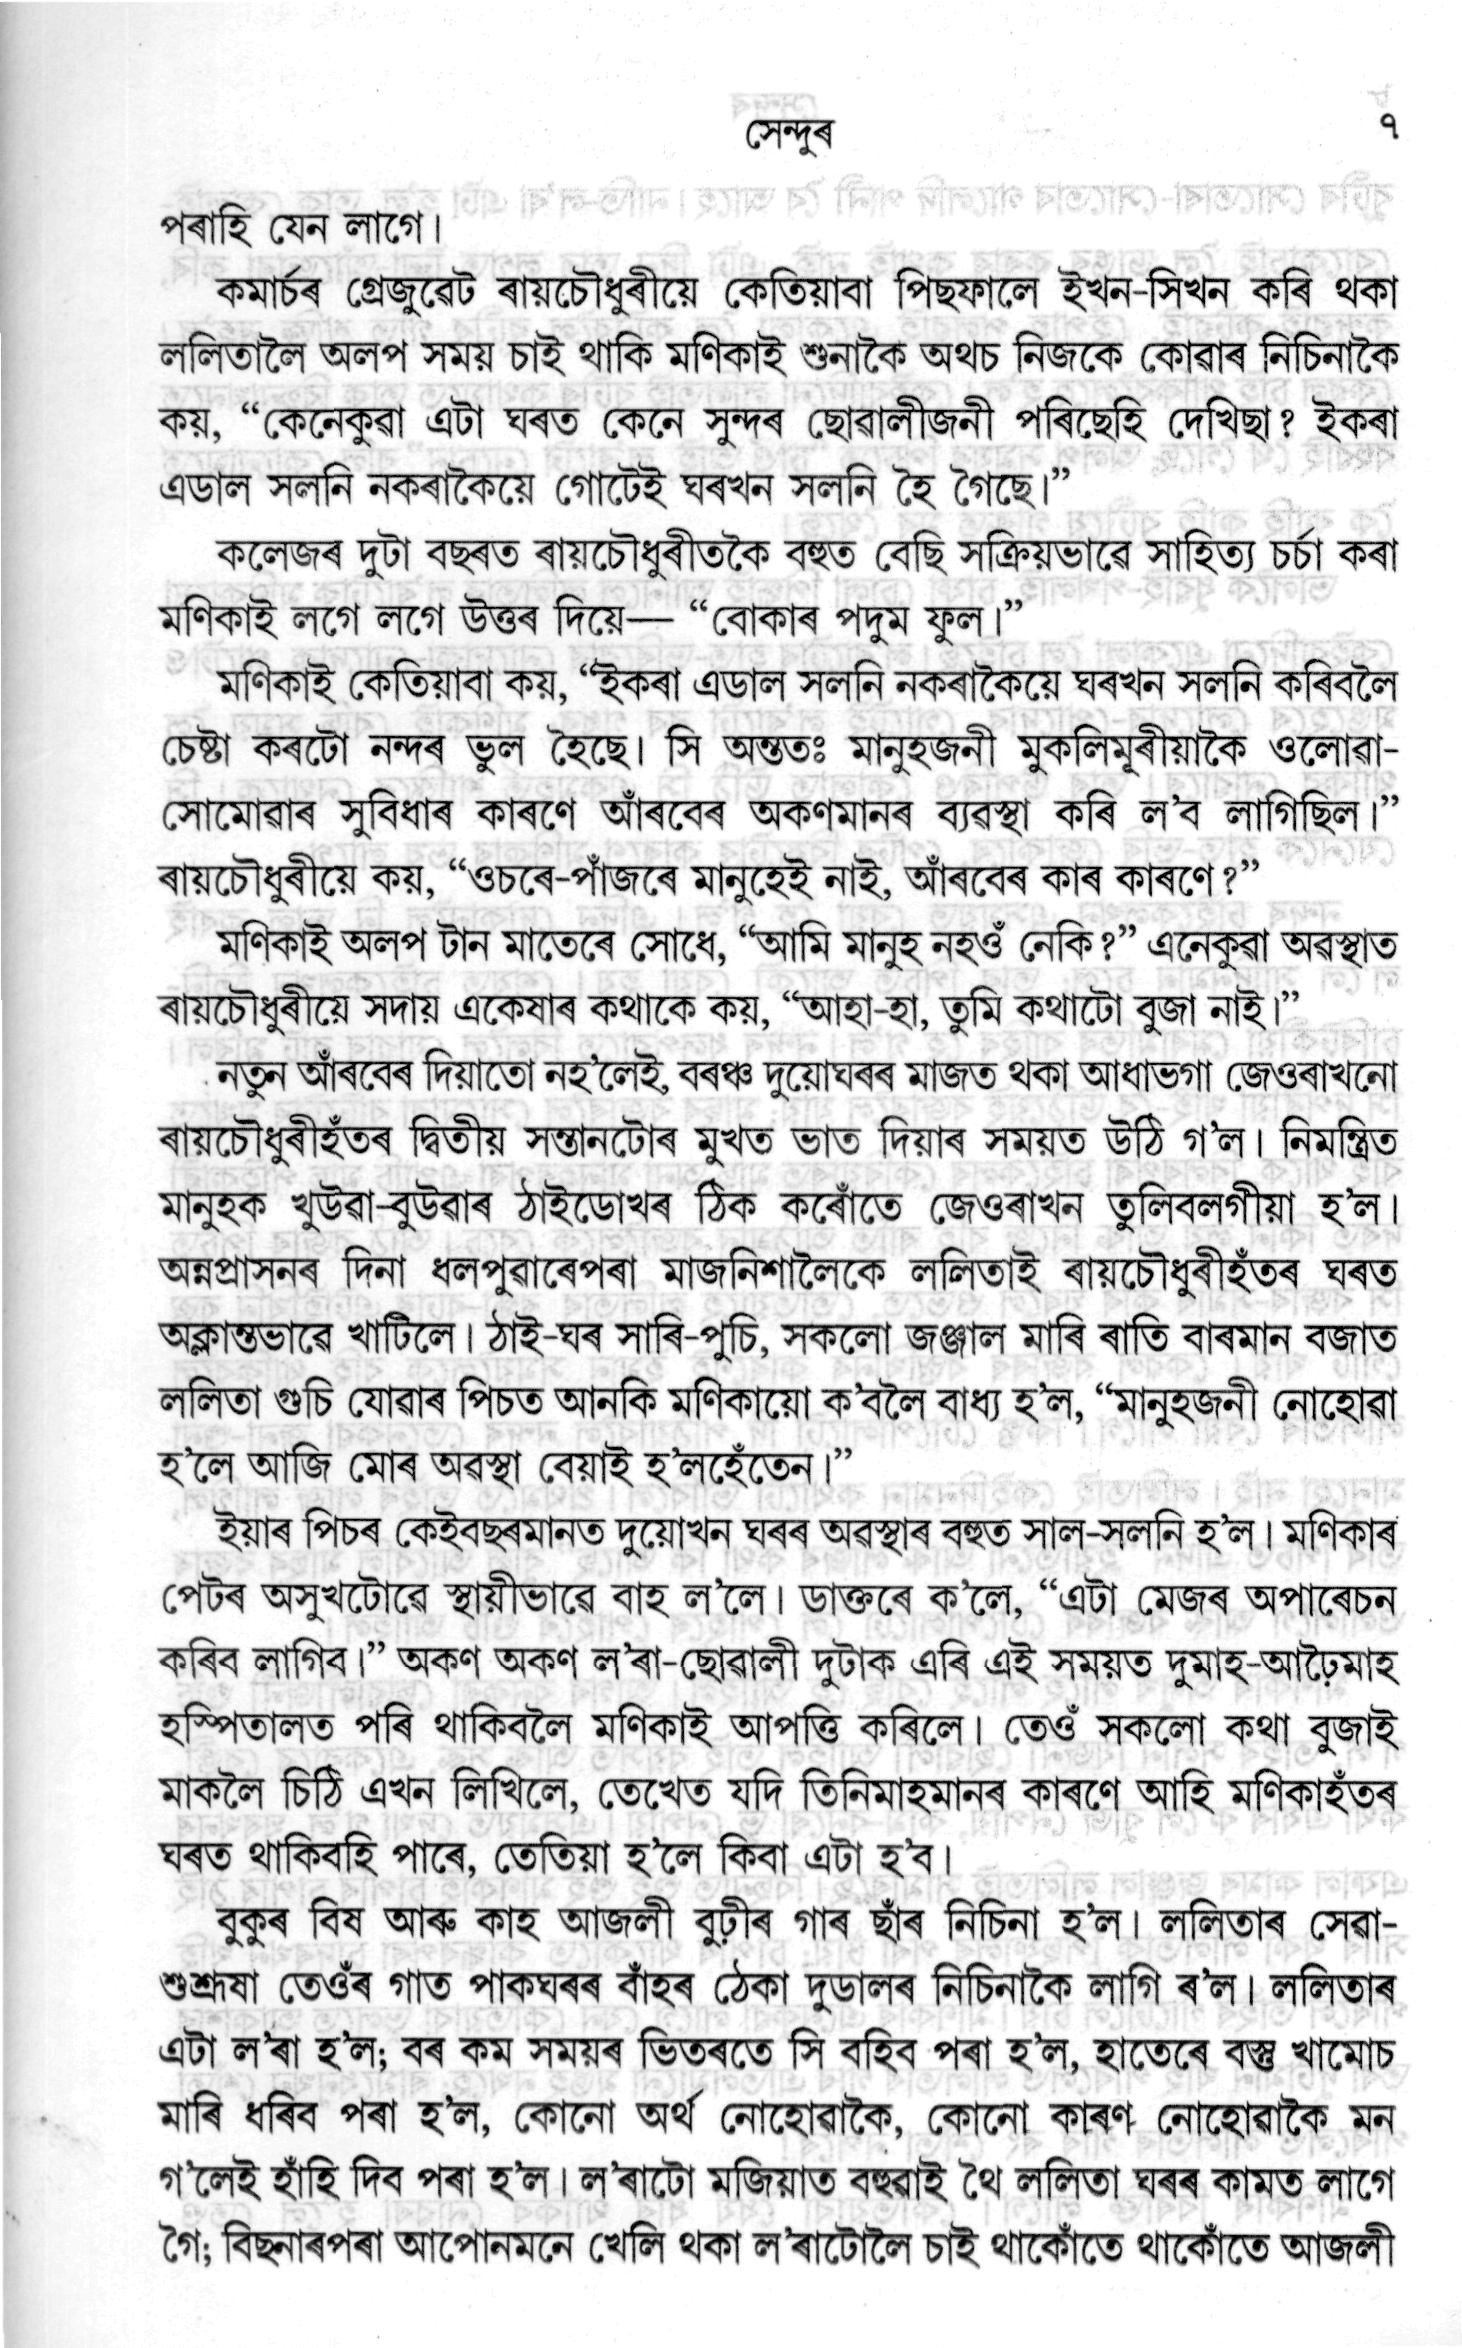 সেন্দুৰ ৭
পৰাহি যেন লাগে।
কমাৰ্চৰ গ্ৰেজুৱেট ৰায়চৌধুৰীয়ে কেতিয়াবা পিছফালে ইখন-সিখন কৰি থকা
ললিতালৈ অলপ সময় চাই থাকি মণিকাই শুনাকৈ অথচ নিজকে কোৱাৰ নিচিনাকৈ
কয়, “কেনেকুৱা এটা ঘৰত কেনে সুন্দৰ ছোৱালীজনী পৰিছেহি দেখিছা? ইকৰা
এডাল সলনি নকৰাকৈয়ে গোটেই ঘৰখন সলনি হৈ গৈছে।”
কলেজৰ দুটা বছৰত ৰায়চৌধুৰীতকৈ বহুত বেছি সক্ৰিয়ভাৱে সাহিত্য চৰ্চা কৰা
মণিকাই লগে লগে উত্তৰ দিয়ে— “বোকাৰ পদুম ফুল।”
মণিকাই কেতিয়াবা কয়, “ইকৰা এডাল সলনি নকৰাকৈয়ে ঘৰখন সলনি কৰিবলৈ
চেষ্টা কৰটো নন্দৰ ভুল হৈছে। সি অন্ততঃ মানুহজনী মুকলিমূৰীয়াকৈ ওলোৱা-
সোমোৱাৰ সুবিধাৰ কাৰণে আঁৰবেৰ অকণমানৰ ব্যৱস্থা কৰি ল’ব লাগিছিল।”
ৰায়চৌধুৰীয়ে কয়, “ওচৰে-পাঁজৰে মানুহেই নাই, আঁৰবেৰ কাৰ কাৰণে?”
মণিকাই অলপ টান মাতেৰে সোধে, “আমি মানুহ নহওঁ নেকি?” এনেকুৱা অৱস্থাত
ৰায়চৌধুৰীয়ে সদায় একেষাৰ কথাকে কয়, “আহা-হা, তুমি কথাটো বুজা নাই।”
নতুন আঁৰবেৰ দিয়াতো নহ’লেই, বৰঞ্চ দুয়োঘৰৰ মাজত থকা আধাভগা জেওৰাখনো
ৰায়চৌধুৰীহঁতৰ দ্বিতীয় সন্তানটোৰ মুখত ভাত দিয়াৰ সময়ত উঠি গ’ল। নিমন্ত্ৰিত
মানুহক খুউৱা-বুউৱাৰ ঠাইডোখৰ ঠিক কৰোঁতে জেওৰাখন তুলিবলগীয়া হ’ল।
অন্নপ্ৰাসনৰ দিনা ধলপুৱাৰেপৰা মাজনিশালৈকে ললিতাই ৰায়চৌধুৰীহঁতৰ ঘৰত
অক্লান্তভাৱে খাটিলে। ঠাই-ঘৰ সাৰি-পুচি, সকলো জঞ্জাল মাৰি ৰাতি বাৰমান বজাত
ললিতা গুচি যোৱাৰ পিচত আনকি মণিকায়ো ক’বলৈ বাধ্য হ’ল, “মানুহজনী নোহোৱা
হ’লে আজি মোৰ অৱস্থা বেয়াই হ’লহেঁতেন।”
ইয়াৰ পিচৰ কেইবছৰমানত দুয়োখন ঘৰৰ অৱস্থাৰ বহুত সাল-সলনি হ’ল। মণিকাৰ
পেটৰ অসুখটোৱে স্থায়ীভাৱে বাহ ল’লে। ডাক্তৰে ক’লে, “এটা মেজৰ অপাৰেচন
কৰিব লাগিব।” অকণ অকণ ল’ৰা-ছোৱালী দুটাক এৰি এই সময়ত দুমাহ-আঢ়ৈমাহ
হস্পিতালত পৰি থাকিবলৈ মণিকাই আপত্তি কৰিলে। তেওঁ সকলো কথা বুজাই
মাকলৈ চিঠি এখন লিখিলে, তেখেত যদি তিনিমাহমানৰ কাৰণে আহি মণিকাহঁতৰ
ঘৰত থাকিবহি পাৰে, তেতিয়া হ’লে কিবা এটা হ’ব।
বুকুৰ বিষ আৰু কাহ আজলী বুঢ়ীৰ গাৰ ছাঁৰ নিচিনা হ’ল। ললিতাৰ সেৱা-
শুশ্ৰূষা তেওঁৰ গাত পাকঘৰৰ বাঁহৰ ঠেকা দুডালৰ নিচিনাকৈ লাগি ৰ’ল। ললিতাৰ
এটা ল’ৰা হ’ল; বৰ কম সময়ৰ ভিতৰতে সি বহিব পৰা হ’ল, হাতেৰে বস্তু খামোচ
মাৰি ধৰিব পৰা হ’ল, কোনো অৰ্থ নোহোৱাকৈ, কোনো কাৰণ নোহোৱাকৈ মন
গ’লেই হাঁহি দিব পৰা হ’ল। ল’ৰাটো মজিয়াত বহুৱাই থৈ ললিতা ঘৰৰ কামত লাগে
গৈ; বিছনাৰপৰা আপোনমনে খেলি থকা ল’ৰাটোলৈ চাই থাকোঁতে থাকোঁতে আজলী